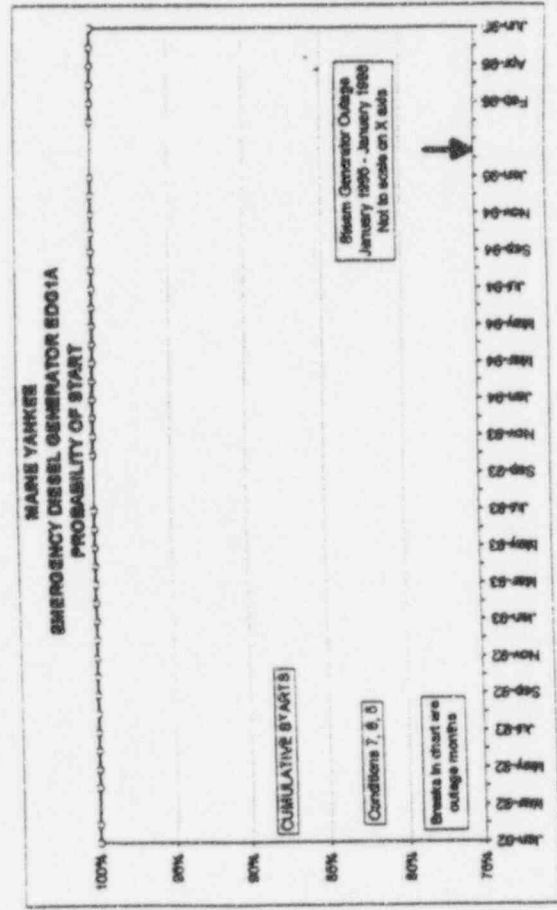 MAINE YANKEE
EMERGENCY DIESEL GENERATOR EDG1A
PROBABILITY OF START
100%
95%
90%
85%
80%
75%
CUMULATIVE STARTS
Conditions 7, 6, 5
Breaks in chart are
outage months
Steam Generator Outage
January 1995 - January 1996
Not to scale on X axis
Jan-92
Mar-92
May-92
Jul-92
Sep-92
Nov-92
Jan-93
Mar-93
May-93
Jul-93
Sep-93
Nov-93
Jan-94
Mar-94
May-94
Jul-94
Sep-94
Nov-94
Jan-95
Feb-96
Apr-96
Jun-96